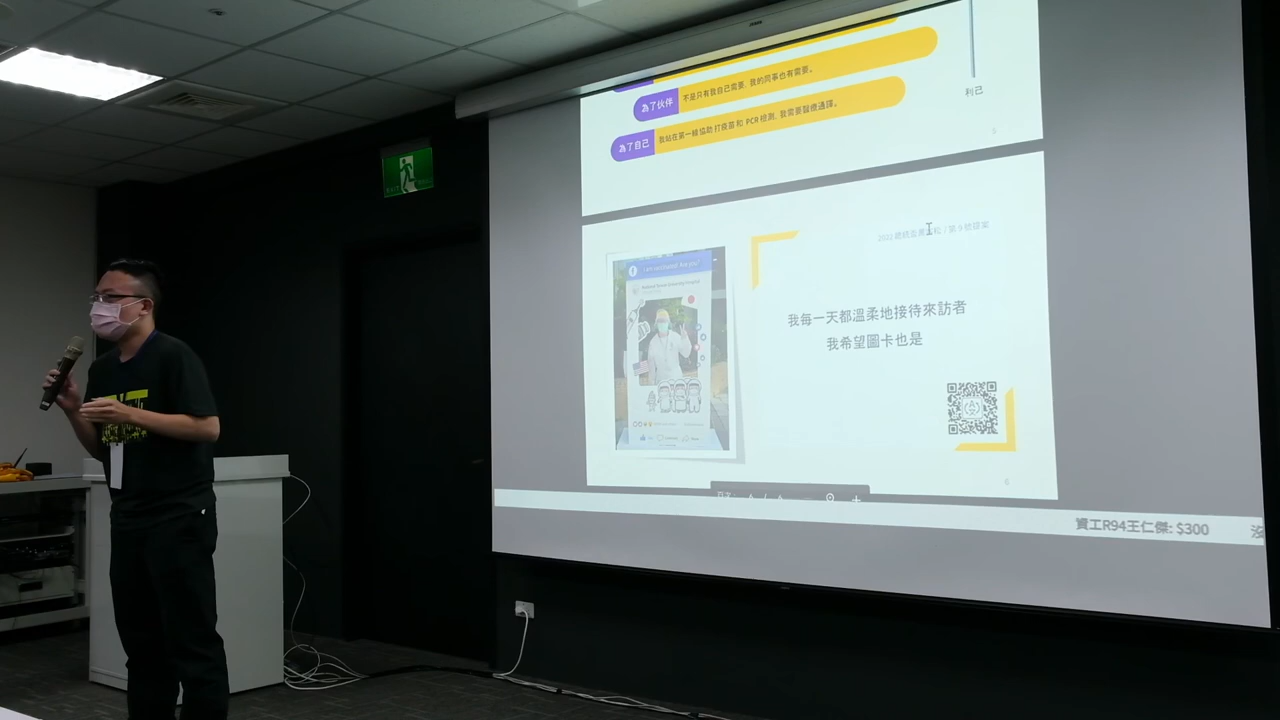 為了伙伴
不是只有我自己需要，我的同事也有需要。
為了自己
我站在第一線協助打疫苗和 PCR 檢測，我需要醫療通譯。
利己
我每一天都溫柔地接待來訪者
我希望圖卡也是
6
資工R94王仁傑: $300